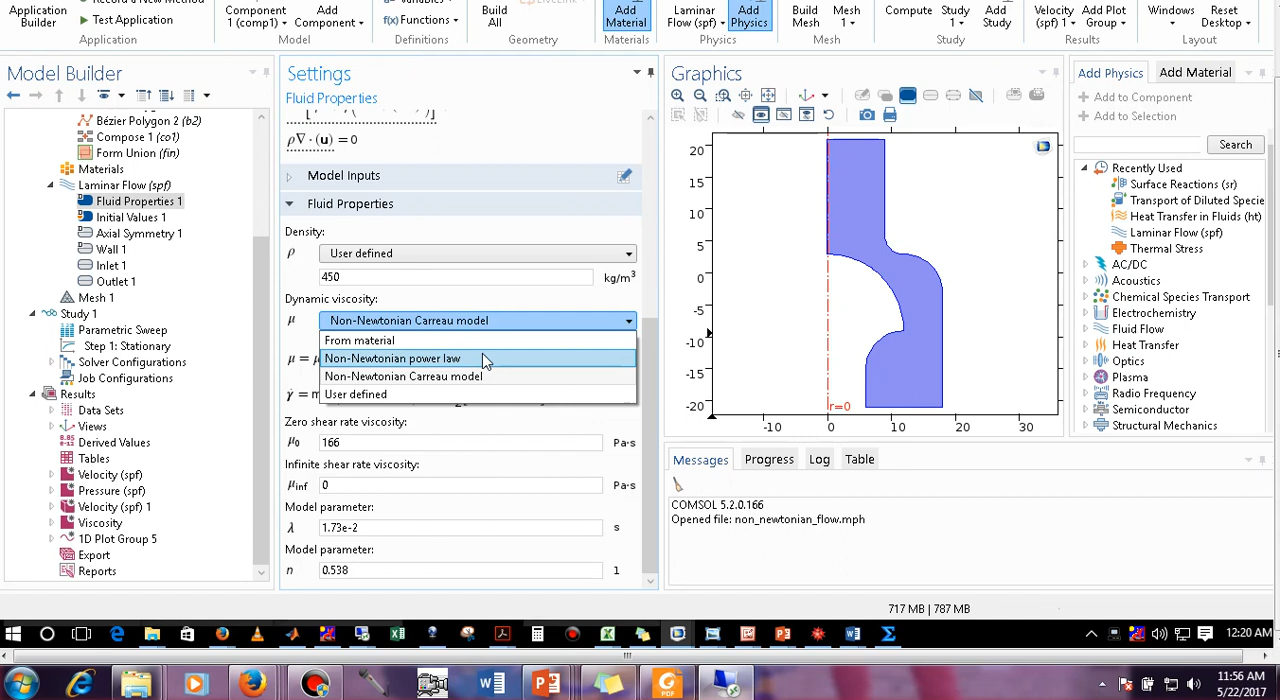 Record a New Method
Variables
LiveLink
Application
Builder
Test Application
Component
1 (comp1)
Add
Component
f(x) Functions
Build
All
Add
Material
Laminar
Flow (spf)
Add
Physics
Build
Mesh
Mesh
1
Compute
Study
1
Add
Study
Velocity
(spf) 1
Add Plot
Group
Windows
Reset
Desktop
Application
Model
Definitions
Geometry
Materials
Physics
Mesh
Study
Results
Layout
Model Builder
Bézier Polygon 2 (b2)
Compose 1 (co1)
Form Union (fin)
Materials
Laminar Flow (spf)
Fluid Properties 1
Initial Values 1
Axial Symmetry 1
Wall 1
Inlet 1
Outlet 1
Mesh 1
Study 1
Parametric Sweep
Step 1: Stationary
Solver Configurations
Job Configurations
Results
Data Sets
Views
Derived Values
Tables
Velocity (spf)
Pressure (spf)
Velocity (spf) 1
Viscosity
1D Plot Group 5
Export
Reports
Settings
Fluid Properties
ρ∇·(u) = 0
Model Inputs
Fluid Properties
Density:
ρ User defined
450 kg/m³
Dynamic viscosity:
μ Non-Newtonian Carreau model
From material
Non-Newtonian power law
Non-Newtonian Carreau model
User defined
Zero shear rate viscosity:
μ0 166 Pa·s
Infinite shear rate viscosity:
μinf 0 Pa·s
Model parameter:
λ 1.73e-2 s
Model parameter:
n 0.538 1
Graphics
20
15
10
5
0
-5
-10
-15
-20
r=0
-10 0 10 20 30
Messages Progress Log Table
COMSOL 5.2.0.166
Opened file: non_newtonian_flow.mph
Add Physics Add Material
Add to Component
Add to Selection
Search
Recently Used
Surface Reactions (sr)
Transport of Diluted Specie
Heat Transfer in Fluids (ht)
Laminar Flow (spf)
Thermal Stress
AC/DC
Acoustics
Chemical Species Transport
Electrochemistry
Fluid Flow
Heat Transfer
Optics
Plasma
Radio Frequency
Semiconductor
Structural Mechanics
717 MB | 787 MB
12:20 AM
11:56 AM
5/22/2017